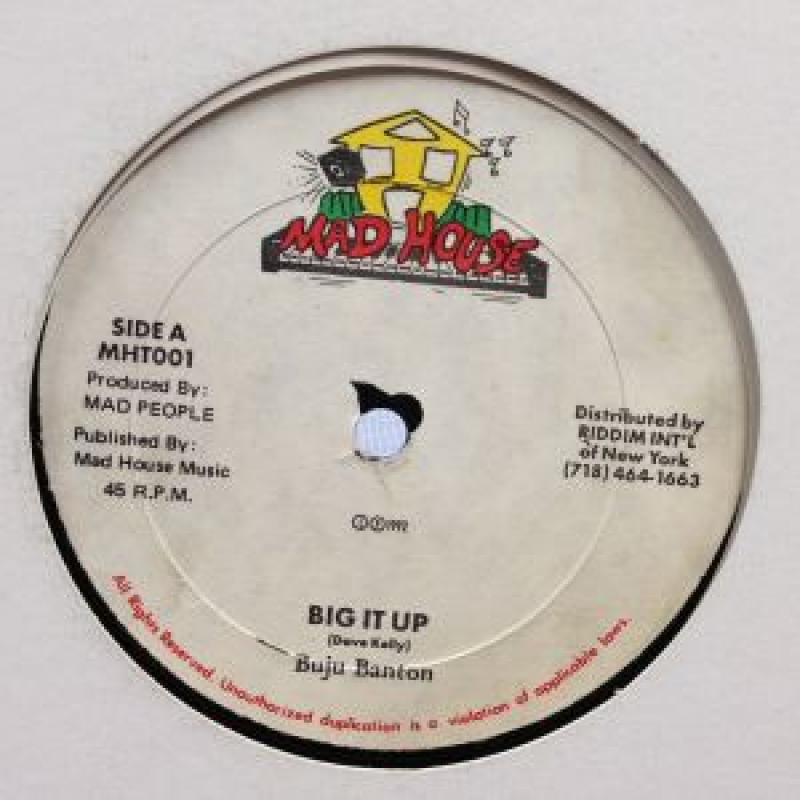 MAD HOUSE
SIDE A
MHT001
Produced By:
MAD PEOPLE
Published By:
Mad House Music
45 R.P.M.
Distributed by
RIDDIM INT'L
of New York
(718) 464-1663
BIG IT UP
(Dave Kelly)
Buju Banton
All Rights Reserved. Unauthorized duplication is a violation of applicable laws.